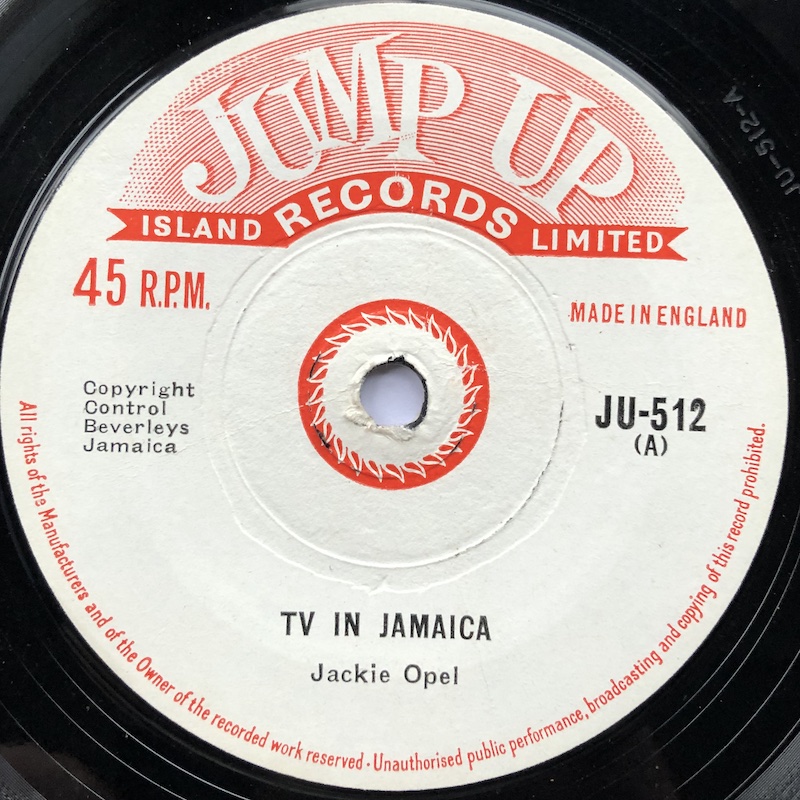 JUMP UP
ISLAND RECORDS LIMITED
45 R.P.M.
MADE IN ENGLAND
Copyright
Control
Beverleys
Jamaica
JU-512
(A)
TV IN JAMAICA
Jackie Opel
All rights of the Manufacturers and of the Owner of the recorded work reserved · Unauthorised public performance, broadcasting and copying of this record prohibited.
JU-512-A